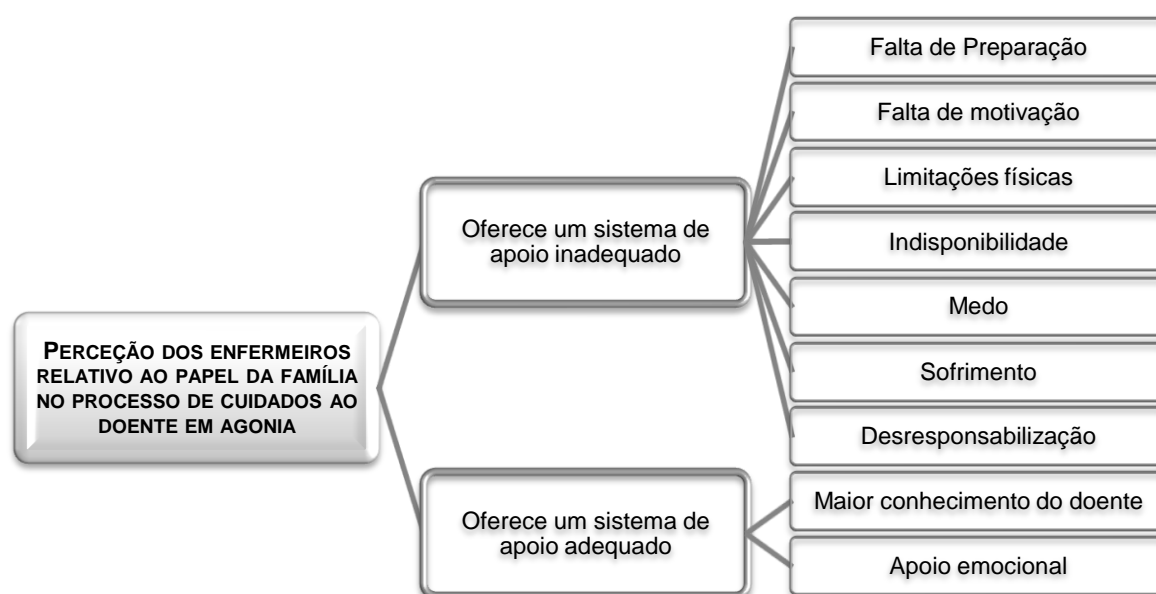 PERCEÇÃO DOS ENFERMEIROS
RELATIVO AO PAPEL DA FAMÍLIA
NO PROCESSO DE CUIDADOS AO
DOENTE EM AGONIA
Oferece um sistema de
apoio inadequado
Falta de Preparação
Falta de motivação
Limitações físicas
Indisponibilidade
Medo
Sofrimento
Desresponsabilização
Oferece um sistema de
apoio adequado
Maior conhecimento do doente
Apoio emocional